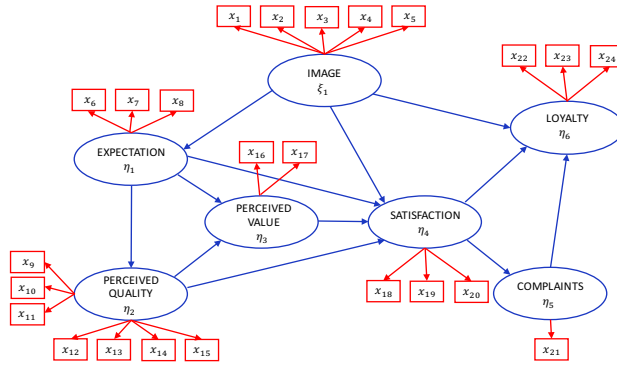 x₁ x₂ x₃ x₄ x₅
IMAGE
ξ₁
x₂₂ x₂₃ x₂₄
x₆ x₇ x₈
LOYALTY
η₆
EXPECTATION
η₁
x₁₆ x₁₇
PERCEIVED
VALUE
η₃
SATISFACTION
η₄
x₉
x₁₀
x₁₁
PERCEIVED
QUALITY
η₂
x₁₈ x₁₉ x₂₀
COMPLAINTS
η₅
x₁₂ x₁₃ x₁₄ x₁₅
x₂₁